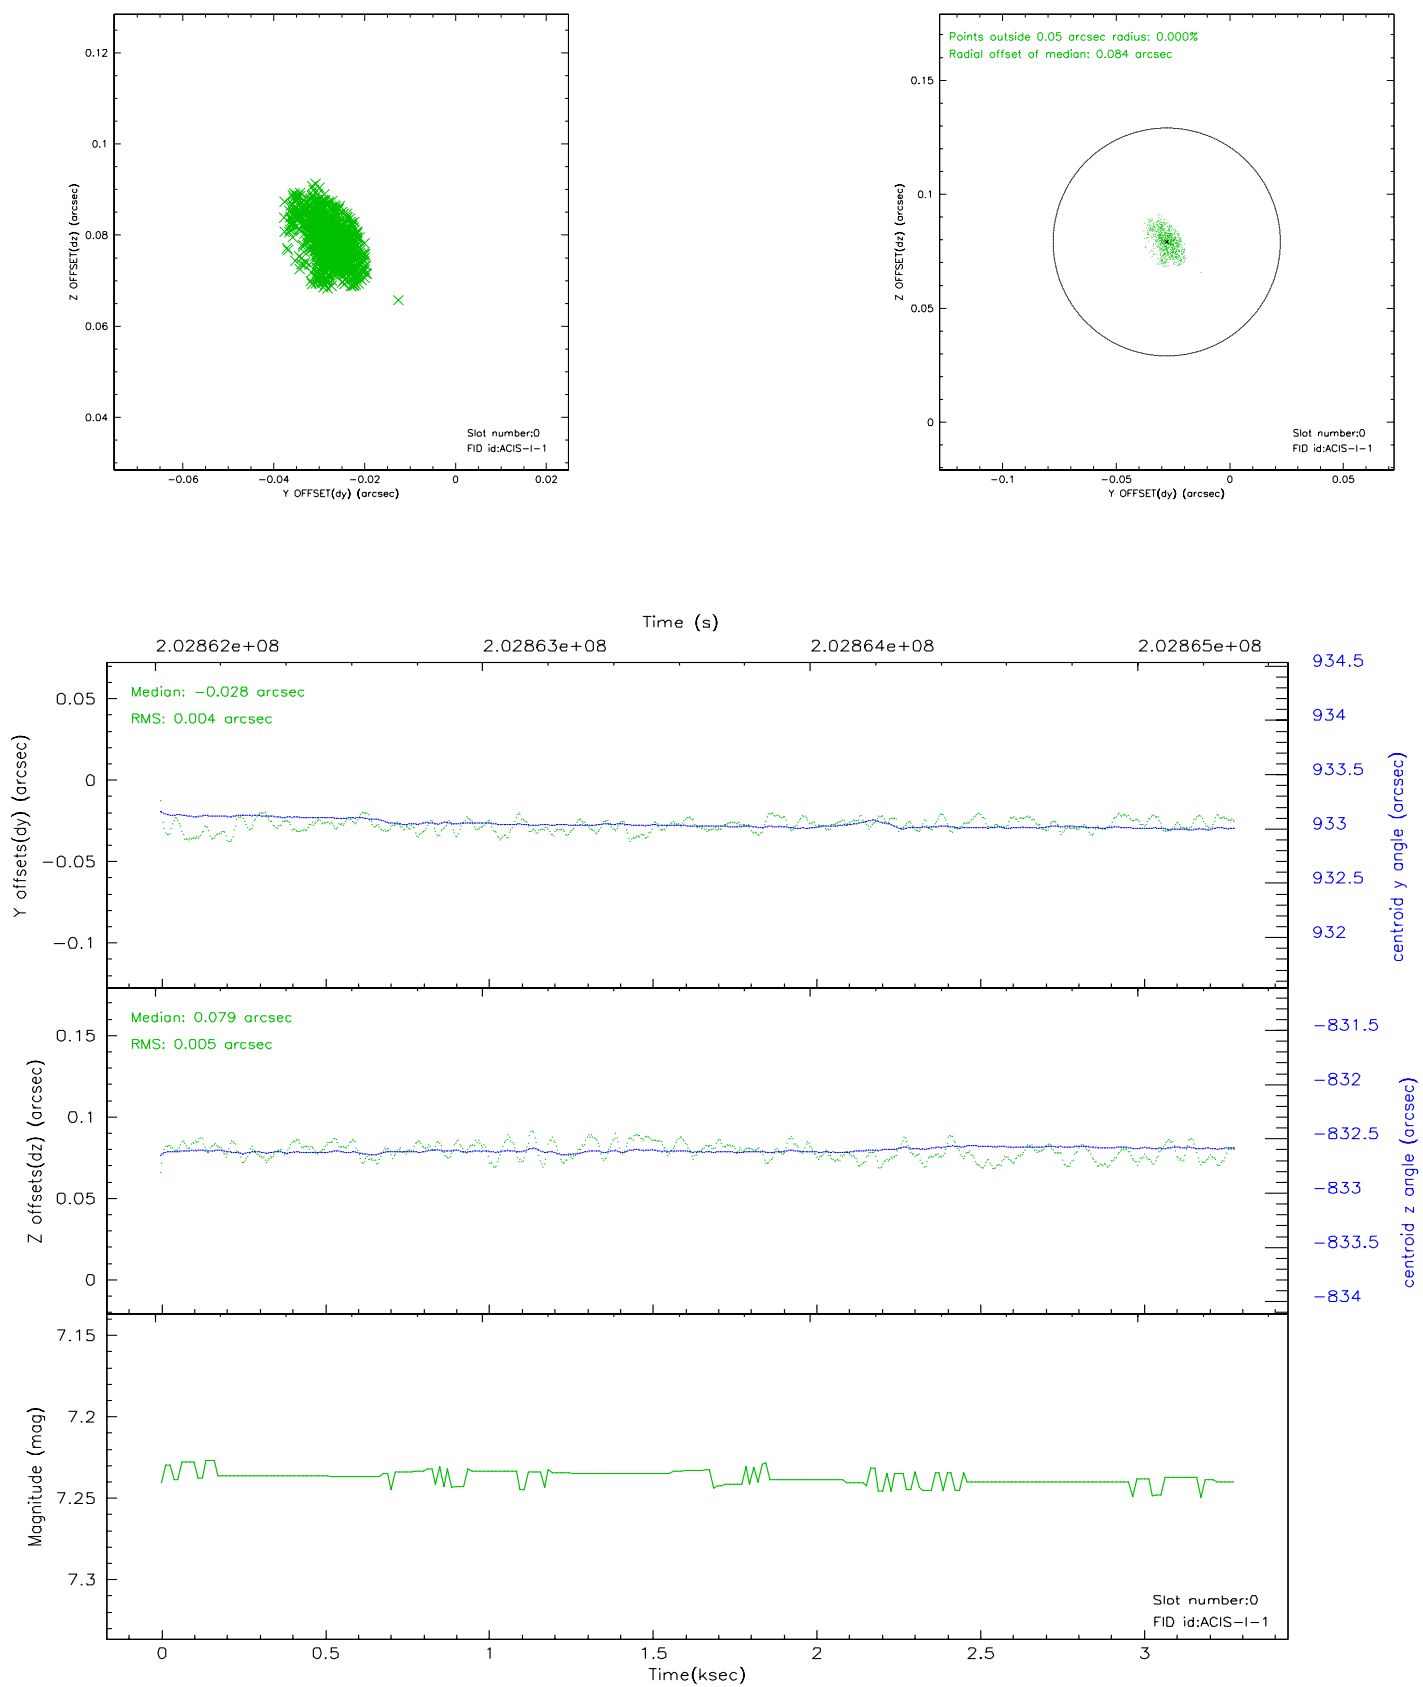 0.12
0.1
0.08
0.06
0.04
Z OFFSET(dz) (arcsec)
Slot number:0
FID id:ACIS-I-1
-0.06 -0.04 -0.02 0 0.02
Y OFFSET(dy) (arcsec)
Points outside 0.05 arcsec radius: 0.000%
Radial offset of median: 0.084 arcsec
0.15
0.1
0.05
0
Z OFFSET(dz) (arcsec)
Slot number:0
FID id:ACIS-I-1
-0.1 -0.05 0 0.05
Y OFFSET(dy) (arcsec)
Time (s)
2.02862e+08 2.02863e+08 2.02864e+08 2.02865e+08
Median: -0.028 arcsec
RMS: 0.004 arcsec
0.05
0
-0.05
-0.1
Y offsets(dy) (arcsec)
934.5
934
933.5
933
932.5
932
centroid y angle (arcsec)
Median: 0.079 arcsec
RMS: 0.005 arcsec
0.15
0.1
0.05
0
Z offsets(dz) (arcsec)
-831.5
-832
-832.5
-833
-833.5
-834
centroid z angle (arcsec)
7.15
7.2
7.25
7.3
Magnitude (mag)
Slot number:0
FID id:ACIS-I-1
0 0.5 1 1.5 2 2.5 3
Time(ksec)